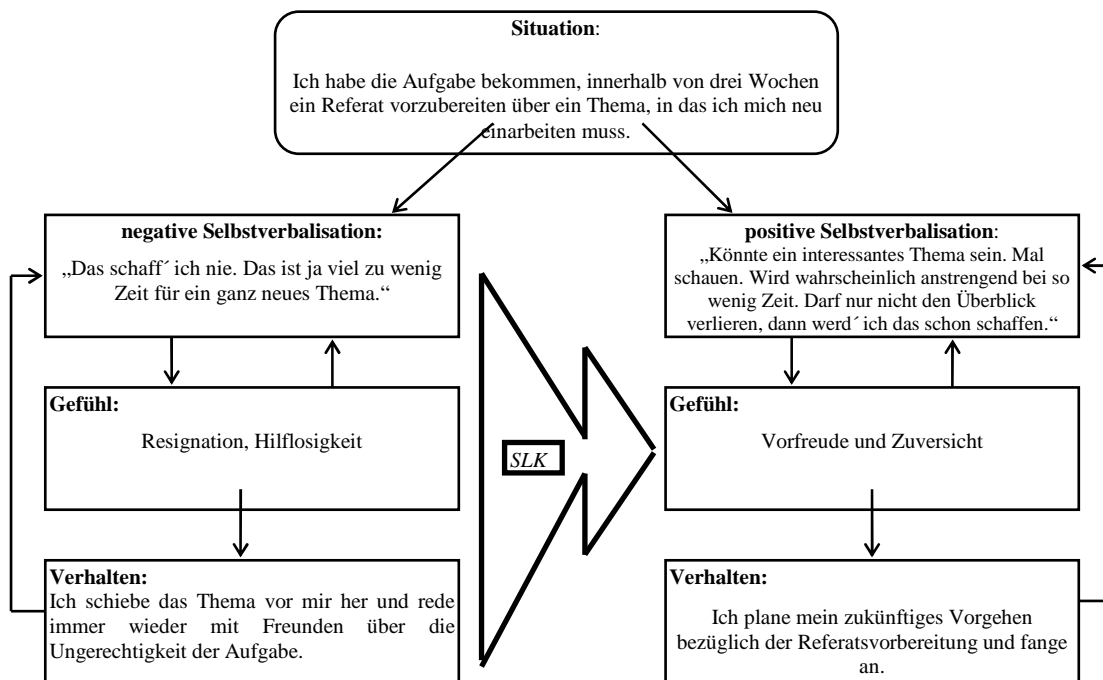 Situation:
Ich habe die Aufgabe bekommen, innerhalb von drei Wochen
ein Referat vorzubereiten über ein Thema, in das ich mich neu
einarbeiten muss.
negative Selbstverbalisation:
„Das schaff´ ich nie. Das ist ja viel zu wenig
Zeit für ein ganz neues Thema.“
positive Selbstverbalisation:
„Könnte ein interessantes Thema sein. Mal
schauen. Wird wahrscheinlich anstrengend bei so
wenig Zeit. Darf nur nicht den Überblick
verlieren, dann werd´ ich das schon schaffen.“
Gefühl:
Resignation, Hilflosigkeit
SLK
Gefühl:
Vorfreude und Zuversicht
Verhalten:
Ich schiebe das Thema vor mir her und rede
immer wieder mit Freunden über die
Ungerechtigkeit der Aufgabe.
Verhalten:
Ich plane mein zukünftiges Vorgehen
bezüglich der Referatsvorbereitung und fange
an.